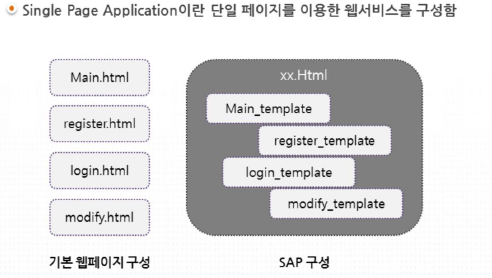 Single Page Application이란 단일 페이지를 이용한 웹서비스를 구성함
Main.html
register.html
login.html
modify.html
기본 웹페이지 구성
xx.Html
Main_template
register_template
login_template
modify_template
SAP 구성